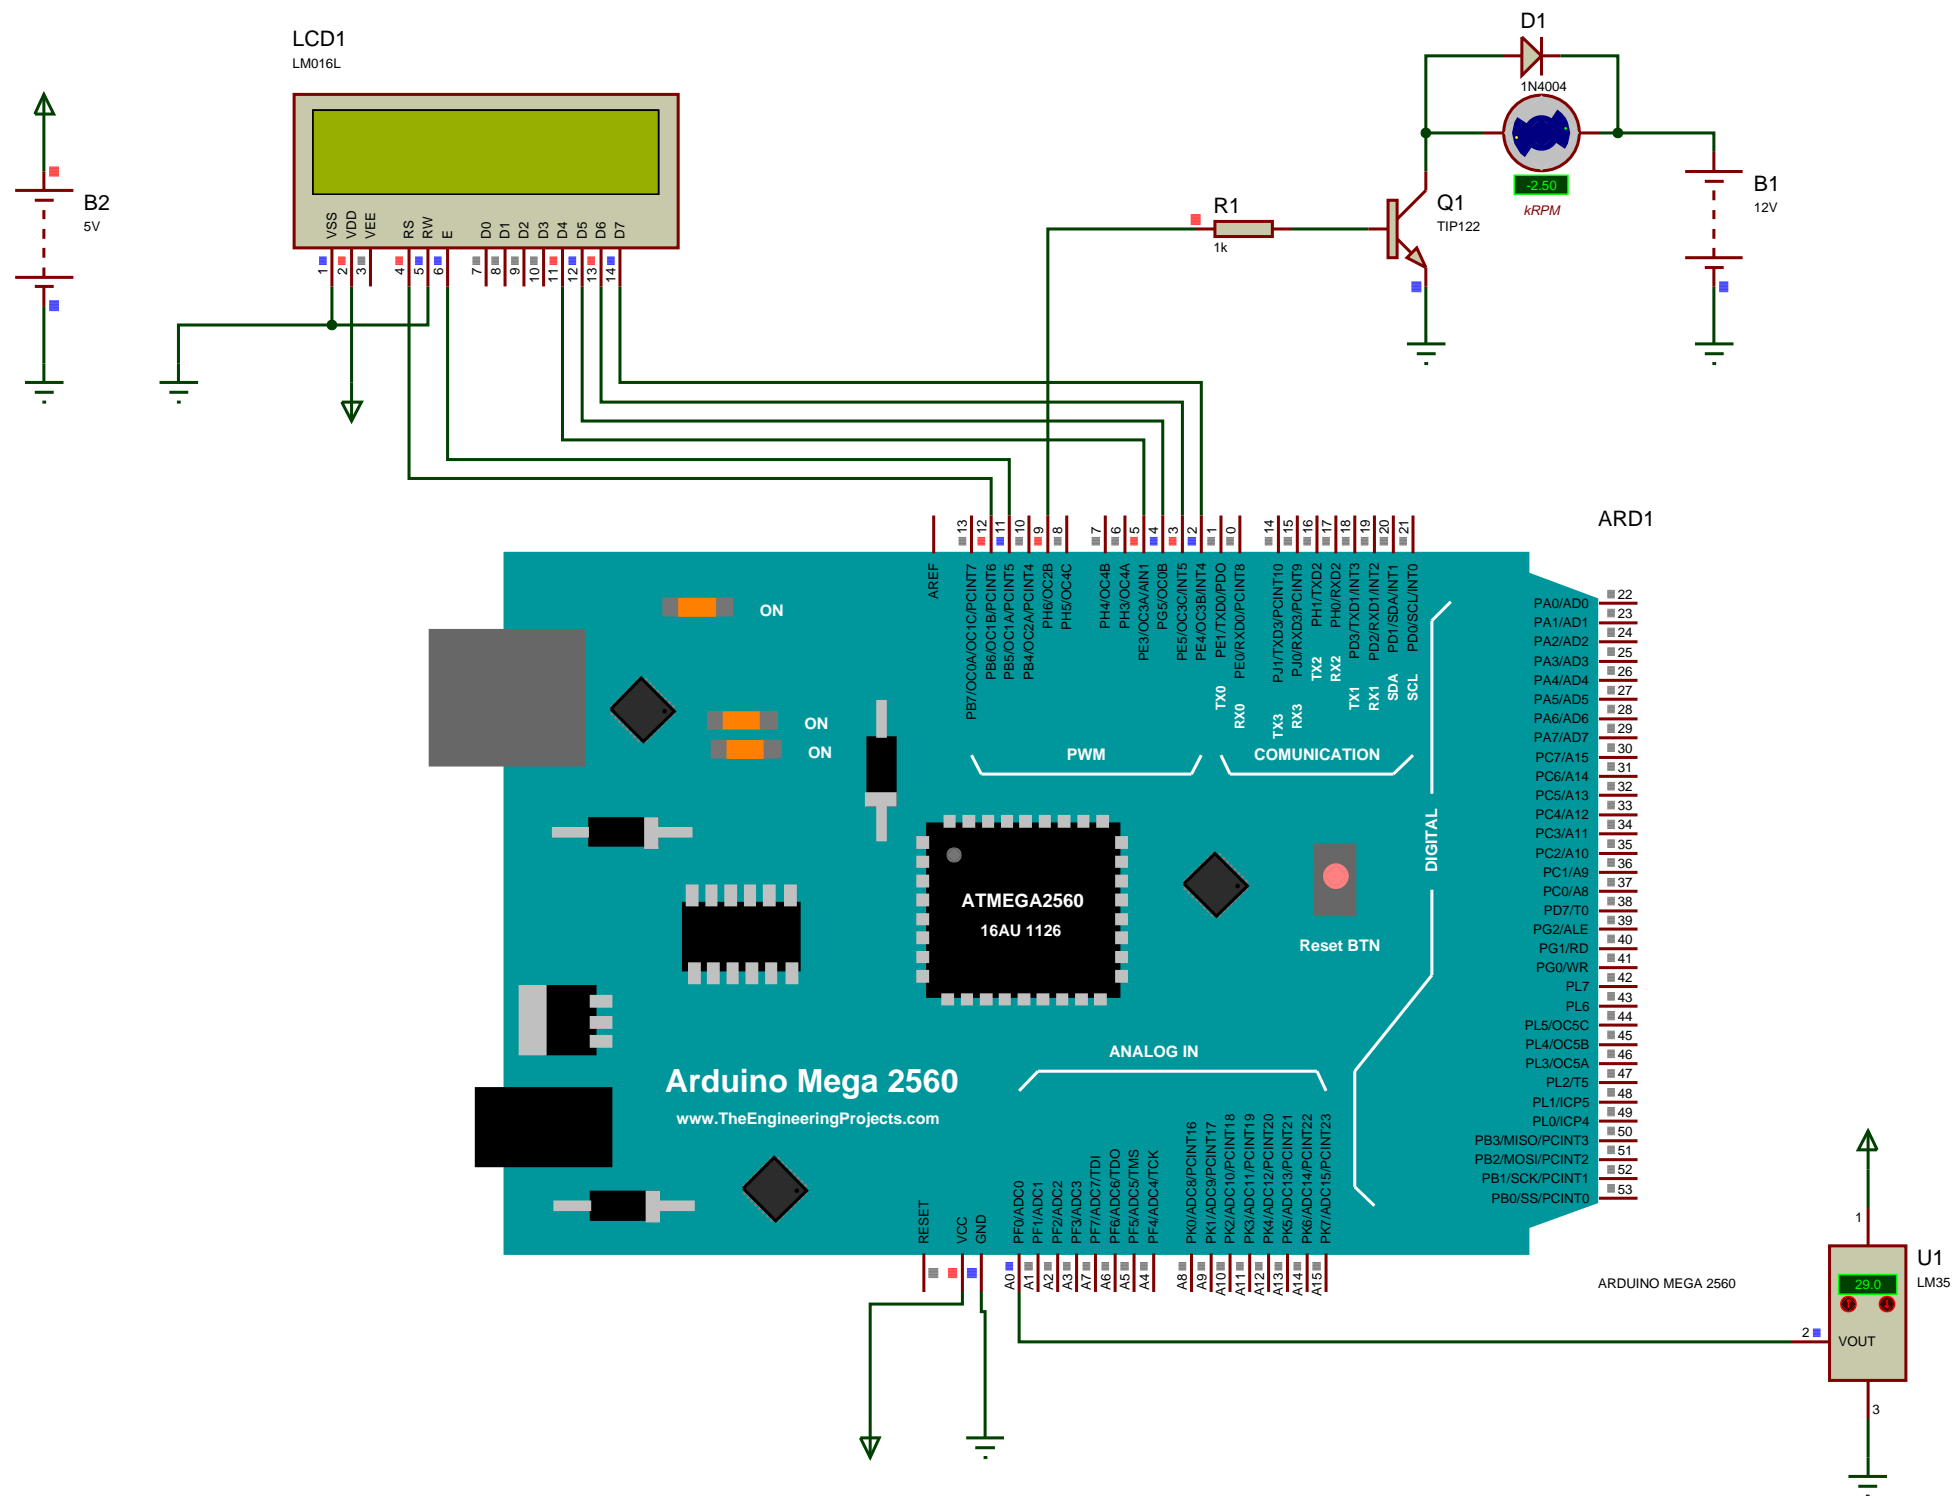 LCD1
LM016L
B2
5V
VSS
VDD
VEE
RS
RW
E
D0
D1
D2
D3
D4
D5
D6
D7
1
2
3
4
5
6
7
8
9
10
11
12
13
14
D1
1N4004
-2.50
kRPM
B1
12V
R1
1k
Q1
TIP122
ARD1
13
12
11
10
9
8
7
6
5
4
3
2
1
0
14
15
16
17
18
19
20
21
AREF
PB7/OC0A/OC1C/PCINT7
PB6/OC1B/PCINT6
PB5/OC1A/PCINT5
PB4/OC2A/PCINT4
PH6/OC2B
PH5/OC4C
PH4/OC4B
PH3/OC4A
PE3/OC3A/AIN1
PG5/OC0B
PE5/OC3C/INT5
PE4/OC3B/INT4
PE1/TXD0/PDO
PE0/RXD0/PCINT8
PJ1/TXD3/PCINT10
PJ0/RXD3/PCINT9
PH1/TXD2
PH0/RXD2
PD3/TXD1/INT3
PD2/RXD1/INT2
PD1/SDA/INT1
PD0/SCL/INT0
TX0
RX0
TX3
RX3
TX2
RX2
TX1
RX1
SDA
SCL
ON
ON
ON
PWM
COMUNICATION
DIGITAL
PA0/AD0 22
PA1/AD1 23
PA2/AD2 24
PA3/AD3 25
PA4/AD4 26
PA5/AD5 27
PA6/AD6 28
PA7/AD7 29
PC7/A15 30
PC6/A14 31
PC5/A13 32
PC4/A12 33
PC3/A11 34
PC2/A10 35
PC1/A9 36
PC0/A8 37
PD7/T0 38
PG2/ALE 39
PG1/RD 40
PG0/WR 41
PL7 42
PL6 43
PL5/OC5C 44
PL4/OC5B 45
PL3/OC5A 46
PL2/T5 47
PL1/ICP5 48
PL0/ICP4 49
PB3/MISO/PCINT3 50
PB2/MOSI/PCINT2 51
PB1/SCK/PCINT1 52
PB0/SS/PCINT0 53
ATMEGA2560
16AU 1126
Reset BTN
ANALOG IN
Arduino Mega 2560
www.TheEngineeringProjects.com
RESET
VCC
GND
PF0/ADC0
PF1/ADC1
PF2/ADC2
PF3/ADC3
PF7/ADC7/TDI
PF6/ADC6/TDO
PF5/ADC5/TMS
PF4/ADC4/TCK
PK0/ADC8/PCINT16
PK1/ADC9/PCINT17
PK2/ADC10/PCINT18
PK3/ADC11/PCINT19
PK4/ADC12/PCINT20
PK5/ADC13/PCINT21
PK6/ADC14/PCINT22
PK7/ADC15/PCINT23
A0
A1
A2
A3
A7
A6
A5
A4
A8
A9
A10
A11
A12
A13
A14
A15
ARDUINO MEGA 2560
1
U1
LM35
29.0
2
VOUT
3